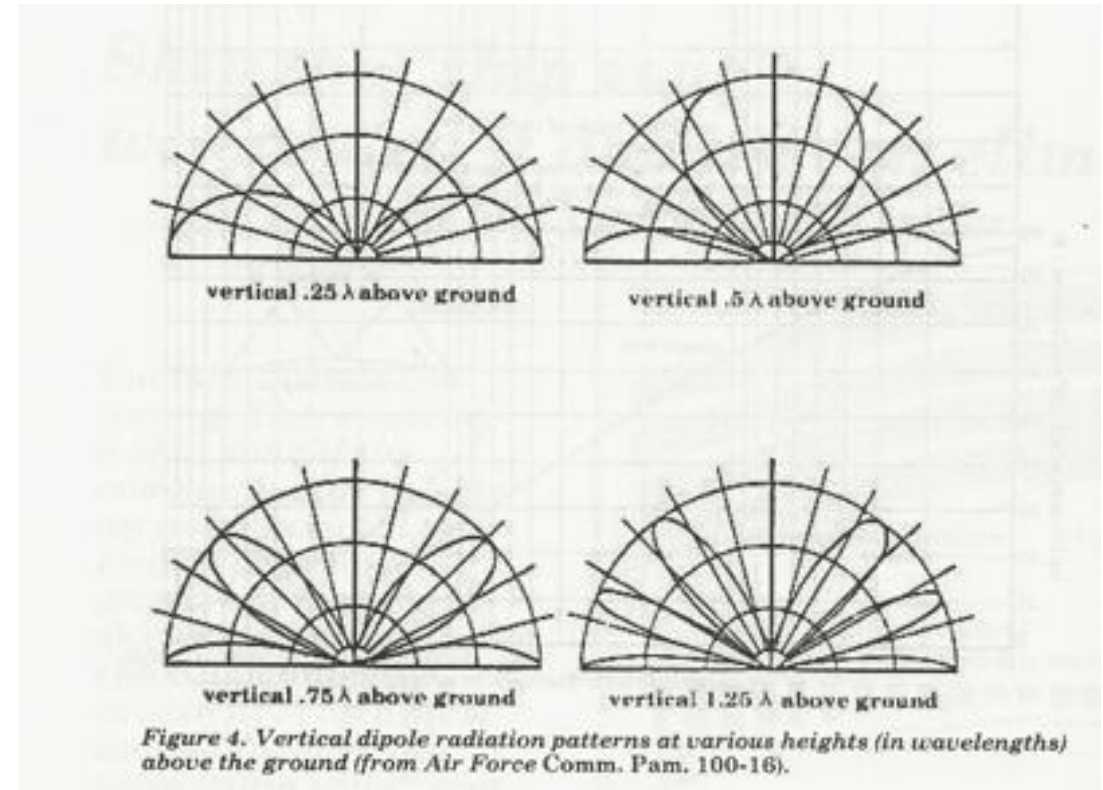 vertical .25 λ above ground
vertical .5 λ above ground
vertical .75 λ above ground
vertical 1.25 λ above ground
Figure 4. Vertical dipole radiation patterns at various heights (in wavelengths)
above the ground (from Air Force Comm. Pam. 100-16).